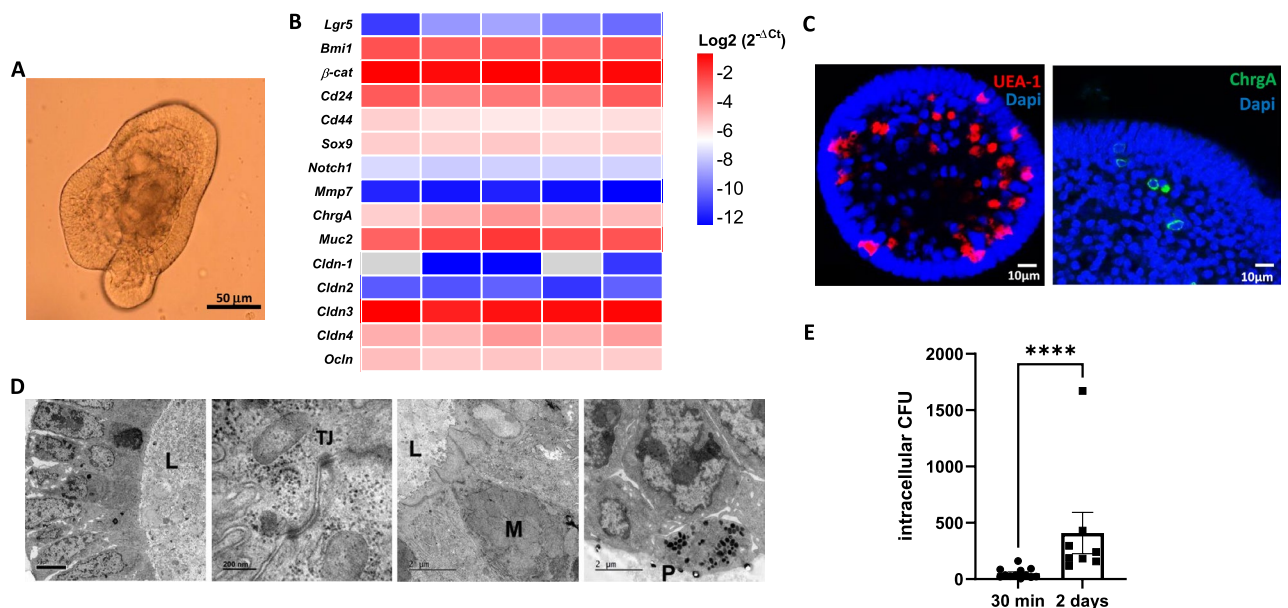 A
50 µm
B
Lgr5
Bmi1
β-cat
Cd24
Cd44
Sox9
Notch1
Mmp7
ChrgA
Muc2
Cldn-1
Cldn2
Cldn3
Cldn4
Ocln
Log2 (2-ΔCt)
-2
-4
-6
-8
-10
-12
C
UEA-1
Dapi
10µm
ChrgA
Dapi
10µm
D
L
TJ
200 nm
L
M
2 µm
2 µm
P
E
intracellular CFU
2000
1500
1000
500
0
****
30 min
2 days